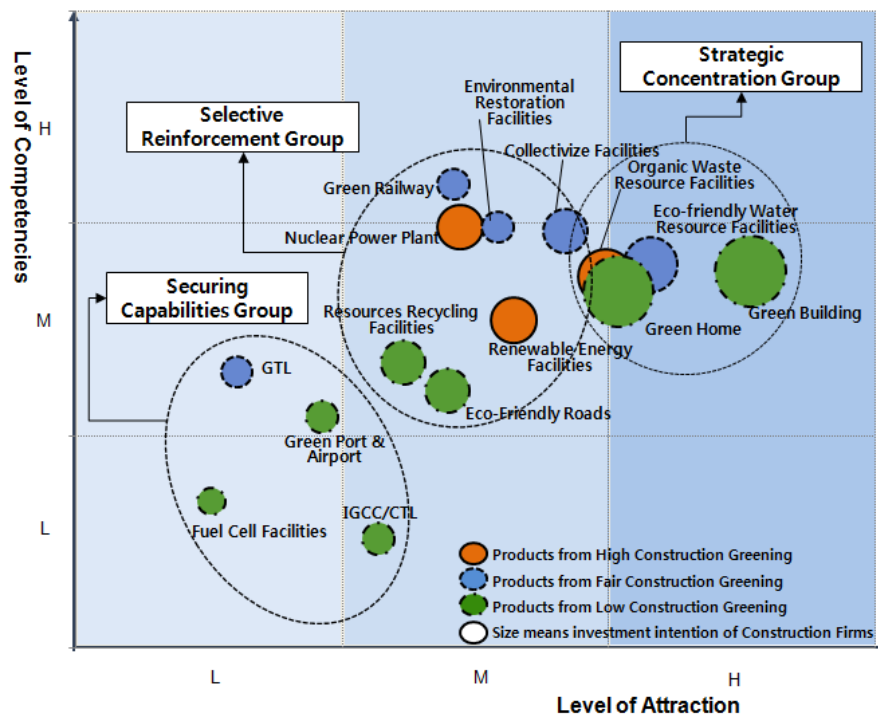 Level of Competencies
H
M
L
Strategic
Concentration Group
Selective
Reinforcement Group
Securing
Capabilities Group
Environmental
Restoration
Facilities
Collectivize Facilities
Green Railway
Organic Waste
Resource Facilities
Nuclear Power Plant
Eco-friendly Water
Resource Facilities
Resources Recycling
Facilities
Green Home
Green Building
Renewable Energy
Facilities
GTL
Eco-Friendly Roads
Green Port &
Airport
Fuel Cell Facilities
IGCC/CTL
Products from High Construction Greening
Products from Fair Construction Greening
Products from Low Construction Greening
Size means investment intention of Construction Firms
L
M
H
Level of Attraction